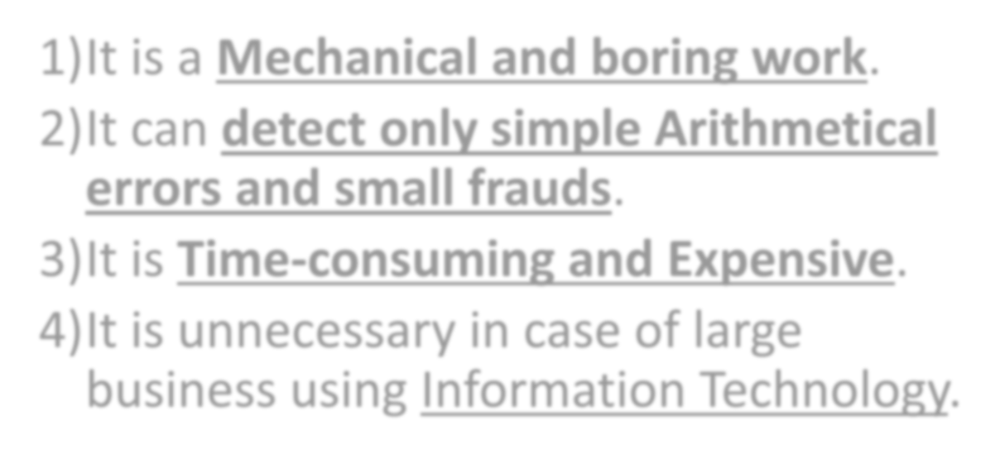 1)It is a Mechanical and boring work.
2)It can detect only simple Arithmetical
errors and small frauds.
3)It is Time-consuming and Expensive.
4)It is unnecessary in case of large
business using Information Technology.